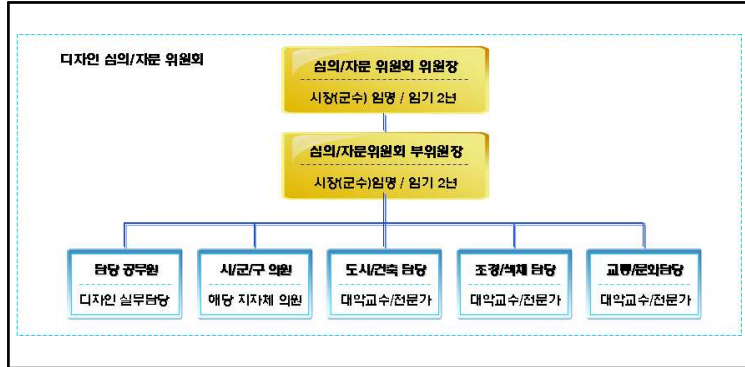 디자인 심의/자문 위원회
심의/자문 위원회 위원장
시장(군수) 임명 / 임기 2년
심의/자문위원회 부위원장
시장(군수)임명 / 임기 2년
담당 공무원
디자인 실무담당
시/군/구 의원
해당 지자체 의원
도시/건축 담당
대학교수/전문가
조경/색채 담당
대학교수/전문가
교통/문화담당
대학교수/전문가